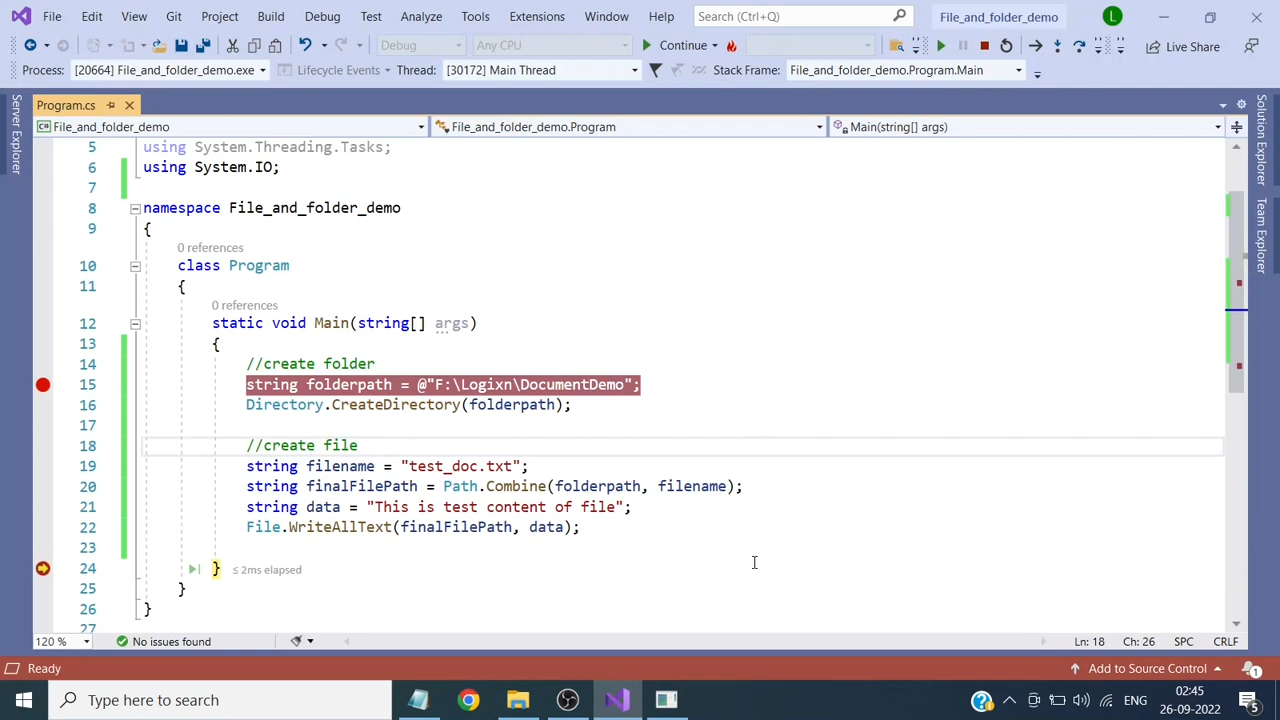 File Edit View Git Project Build Debug Test Analyze Tools Extensions Window Help Search (Ctrl+Q) File_and_folder_demo L
Debug Any CPU Continue Live Share
Process: [20664] File_and_folder_demo.exe Lifecycle Events Thread: [30172] Main Thread Stack Frame: File_and_folder_demo.Program.Main
Server Explorer
Program.cs
File_and_folder_demo File_and_folder_demo.Program Main(string[] args)
Solution Explorer
Team Explorer
5 using System.Threading.Tasks;
6 using System.IO;
7
8 namespace File_and_folder_demo
9 {
0 references
10 class Program
11 {
0 references
12 static void Main(string[] args)
13 {
14 //create folder
15 string folderpath = @"F:\Logixn\DocumentDemo";
16 Directory.CreateDirectory(folderpath);
17
18 //create file
19 string filename = "test_doc.txt";
20 string finalFilePath = Path.Combine(folderpath, filename);
21 string data = "This is test content of file";
22 File.WriteAllText(finalFilePath, data);
23
24 } ≤ 2ms elapsed
25 }
26 }
27
120 % No issues found Ln: 18 Ch: 26 SPC CRLF
Ready Add to Source Control 1
Type here to search ENG 02:45
26-09-2022 5